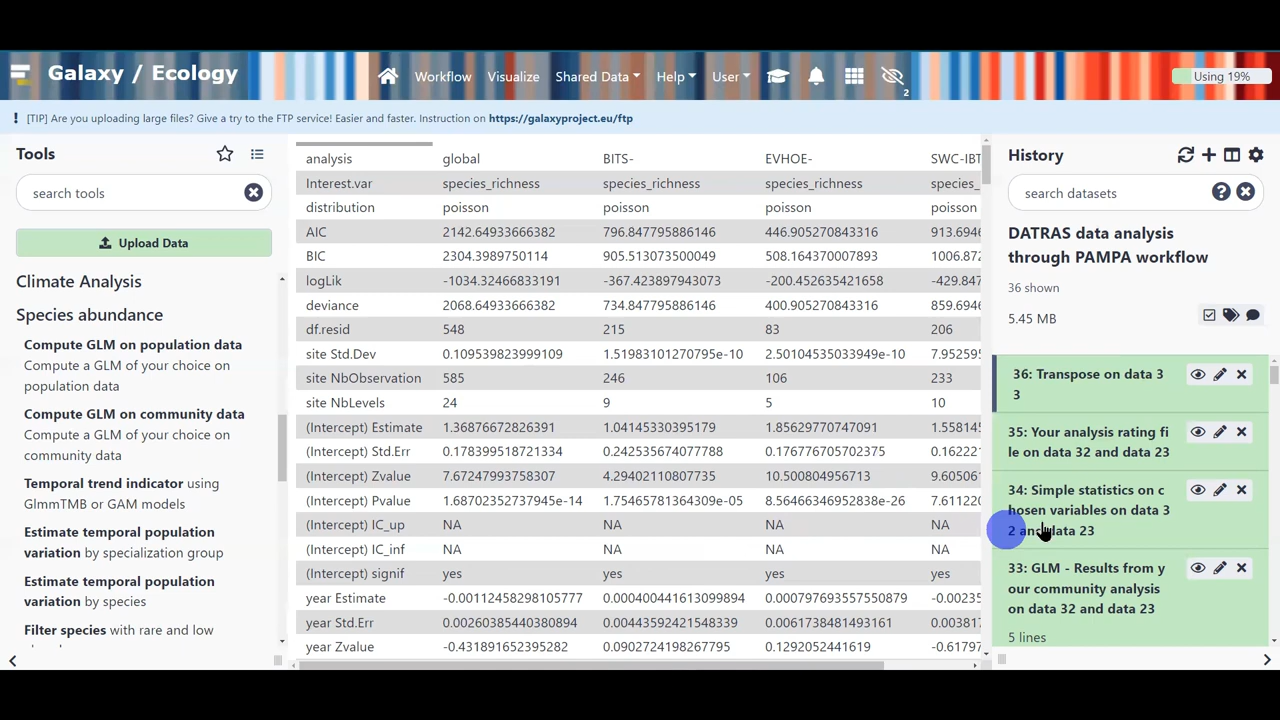 Galaxy / Ecology
Workflow Visualize Shared Data Help User 2 Using 19%
! [TIP] Are you uploading large files? Give a try to the FTP service! Easier and faster. Instruction on https://galaxyproject.eu/ftp
Tools
search tools
Upload Data
Climate Analysis
Species abundance
Compute GLM on population data
Compute a GLM of your choice on
population data
Compute GLM on community data
Compute a GLM of your choice on
community data
Temporal trend indicator using
GlmmTMB or GAM models
Estimate temporal population
variation by specialization group
Estimate temporal population
variation by species
Filter species with rare and low
analysis global BITS- EVHOE- SWC-IBT
Interest.var species_richness species_richness species_richness species_
distribution poisson poisson poisson poisson
AIC 2142.64933666382 796.847795886146 446.905270843316 913.6946
BIC 2304.3989750114 905.513073500049 508.164370007893 1006.872
logLik -1034.32466833191 -367.423897943073 -200.452635421658 -429.847
deviance 2068.64933666382 734.847795886146 400.905270843316 859.6946
df.resid 548 215 83 206
site Std.Dev 0.109539823999109 1.51983101270795e-10 2.50104535033949e-10 7.952595
site NbObservation 585 246 106 233
site NbLevels 24 9 5 10
(Intercept) Estimate 1.36876672826391 1.04145330395179 1.85629770747091 1.558145
(Intercept) Std.Err 0.178399518721334 0.242535674077788 0.176776705702375 0.162221
(Intercept) Zvalue 7.67247993758307 4.29402110807735 10.500804956713 9.605061
(Intercept) Pvalue 1.68702352737945e-14 1.75465781364309e-05 8.56466346952838e-26 7.611220
(Intercept) IC_up NA NA NA NA
(Intercept) IC_inf NA NA NA NA
(Intercept) signif yes yes yes yes
year Estimate -0.00112458298105777 0.000400441613099894 0.000797693557550879 -0.00235
year Std.Err 0.00260385440380894 0.00443592421548339 0.0061738481493161 0.003817
year Zvalue -0.431891652395282 0.0902724198267795 0.1292052441619 -0.61797
History
search datasets
DATRAS data analysis
through PAMPA workflow
36 shown
5.45 MB
36: Transpose on data 3
3
35: Your analysis rating fi
le on data 32 and data 23
34: Simple statistics on c
hosen variables on data 3
2 and data 23
33: GLM - Results from y
our community analysis
on data 32 and data 23
5 lines